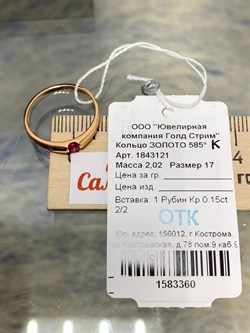 ООО "Ювелирная
компания Голд Стрим"
Кольцо ЗОЛОТО 585° К
Арт. 1843121
Масса 2,02 Размер 17
Цена за гр.
Цена изд.
Вставка: 1 Рубин Кр 0.15ct
2/2
ОТК
Юр. адрес: 156012, г.Кострома,
ул.Костромская, д.78 пом.9 каб.9
1583360